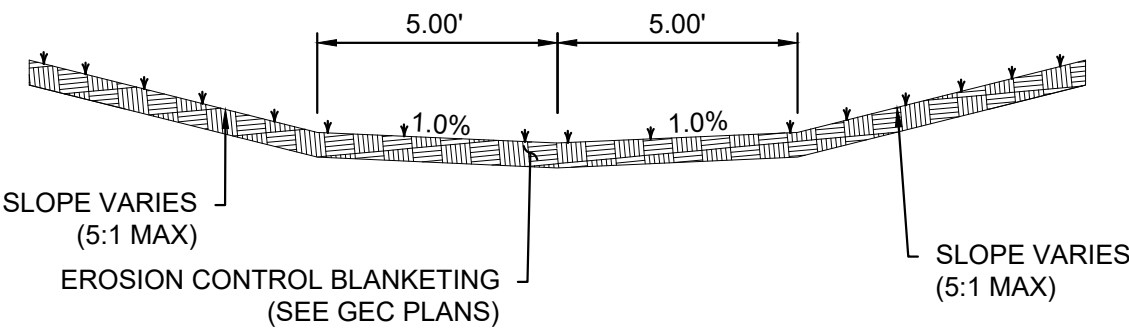 5.00'
5.00'
1.0%
1.0%
SLOPE VARIES
(5:1 MAX)
EROSION CONTROL BLANKETING
(SEE GEC PLANS)
SLOPE VARIES
(5:1 MAX)